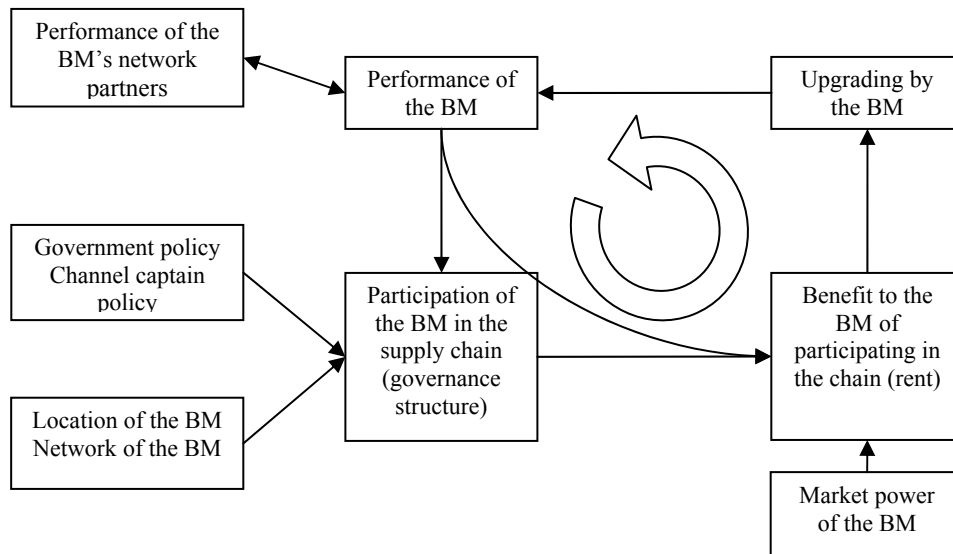 Performance of the
BM's network
partners
Performance of
the BM
Upgrading by
the BM
Government policy
Channel captain
policy
Participation of
the BM in the
supply chain
(governance
structure)
Benefit to the
BM of
participating in
the chain (rent)
Location of the BM
Network of the BM
Market power
of the BM